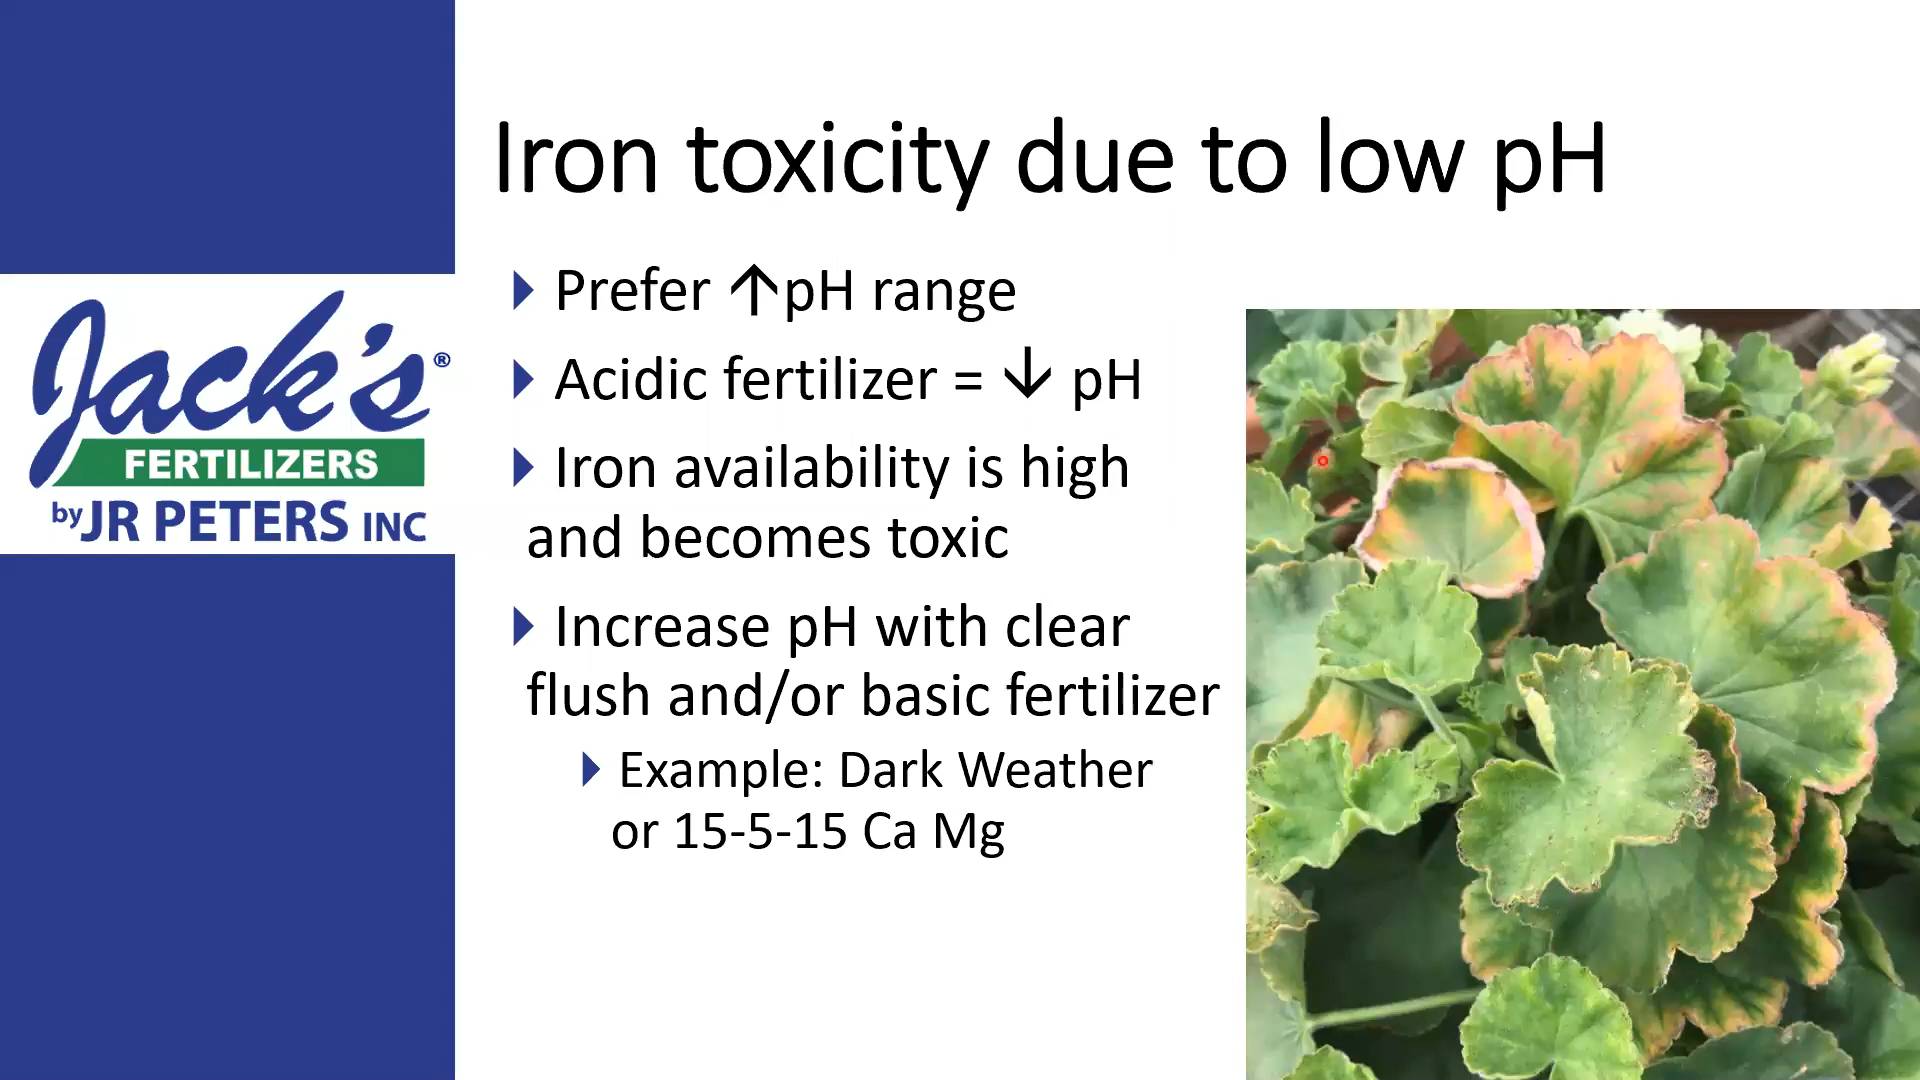 Jack's®
FERTILIZERS
by JR PETERS INC
Iron toxicity due to low pH
Prefer ↑pH range
Acidic fertilizer = ↓ pH
Iron availability is high
and becomes toxic
Increase pH with clear
flush and/or basic fertilizer
Example: Dark Weather
or 15-5-15 Ca Mg